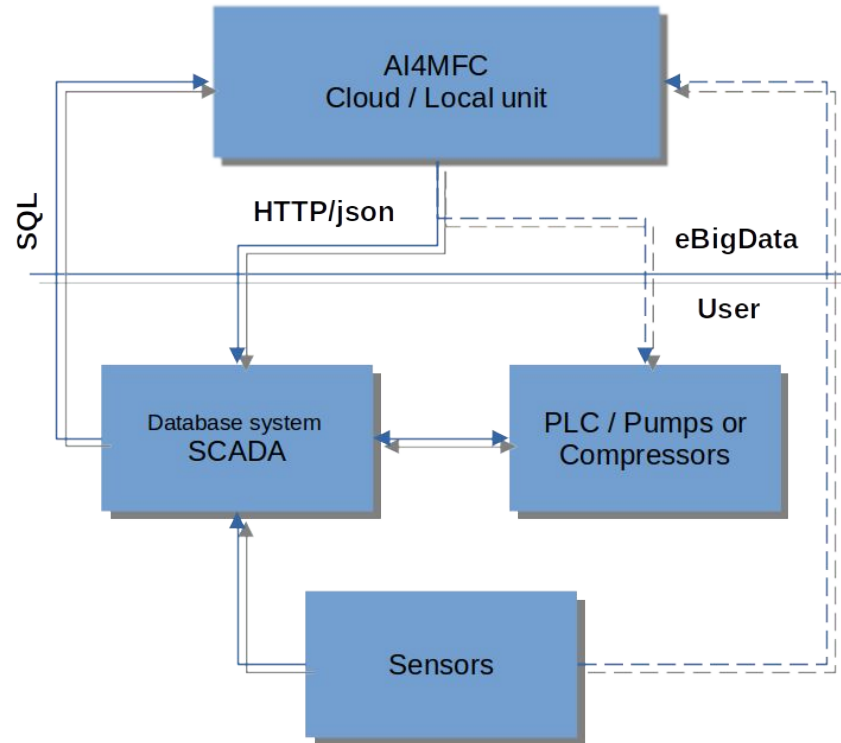 AI4MFC
Cloud / Local unit
SQL
HTTP/json
eBigData
User
Database system
SCADA
PLC / Pumps or
Compressors
Sensors